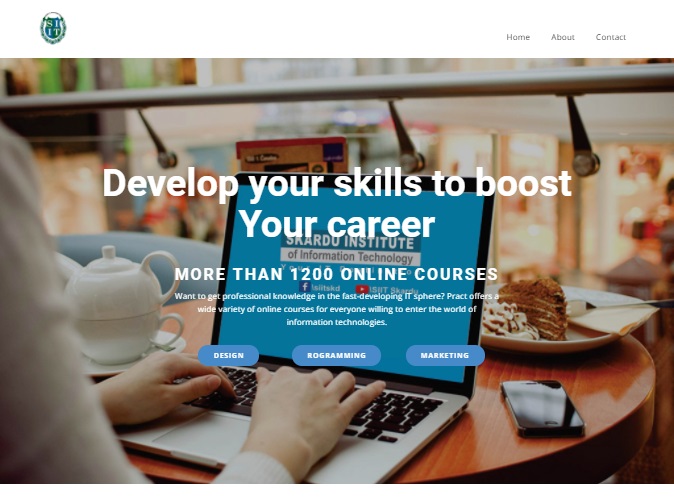 SI
IT
Home About Contact
Develop your skills to boost
Your career
SKARDU INSTITUTE
of Information Technology
MORE THAN 1200 ONLINE COURSES
/siitskd SIIT Skardu
Want to get professional knowledge in the fast-developing IT sphere? Pract offers a
wide variety of online courses for everyone willing to enter the world of
information technologies.
DESIGN ROGRAMMING MARKETING